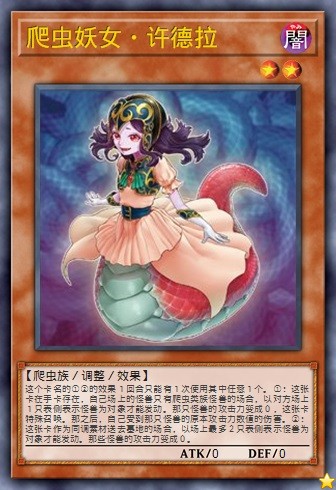 爬虫妖女·许德拉
闇
【爬虫族/调整/效果】
这个卡名的①②的效果1回合只能有1次使用其中任意1个。①：这张
卡在手卡存在，自己场上的怪兽只有爬虫类族怪兽的场合，以对方场上
1只表侧表示怪兽为对象才能发动。那只怪兽的攻击力变成0，这张卡
特殊召唤。那之后，自己受到那只怪兽的原本攻击力数值的伤害。②：
这张卡作为同调素材送去墓地的场合，以场上最多2只表侧表示怪兽为
对象才能发动。那些怪兽的攻击变成0。
ATK/0 DEF/0